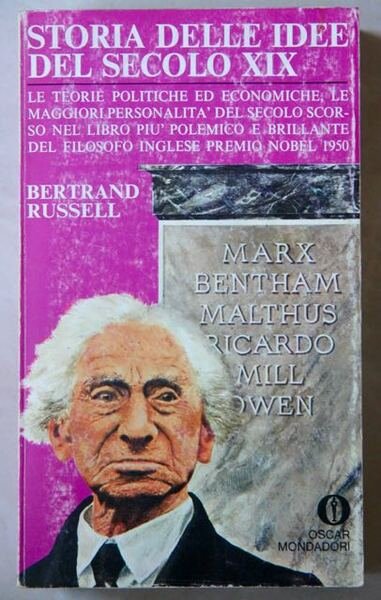 STORIA DELLE IDEE
DEL SECOLO XIX
LE TEORIE POLITICHE ED ECONOMICHE, LE
MAGGIORI PERSONALITA' DEL SECOLO SCOR-
SO NEL LIBRO PIU' POLEMICO E BRILLANTE
DEL FILOSOFO INGLESE PREMIO NOBEL 1950
BERTRAND
RUSSELL
MARX
BENTHAM
MALTHUS
RICARDO
MILL
OWEN
OSCAR
MONDADORI